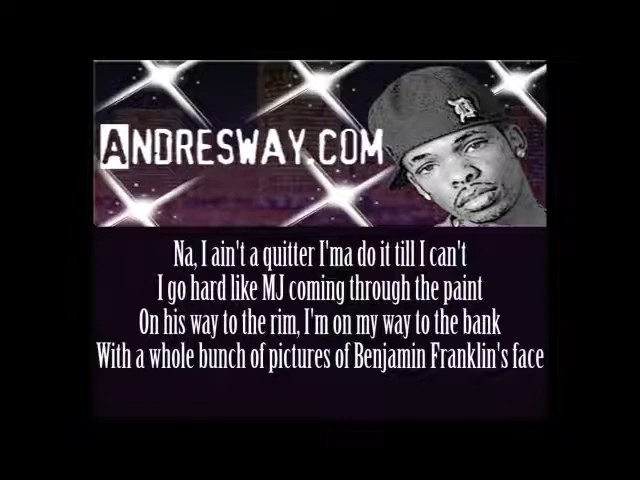 ANDRESWAY.COM
Na, I ain't a quitter I'ma do it till I can't
I go hard like MJ coming through the paint
On his way to the rim, I'm on my way to the bank
With a whole bunch of pictures of Benjamin Franklin's face